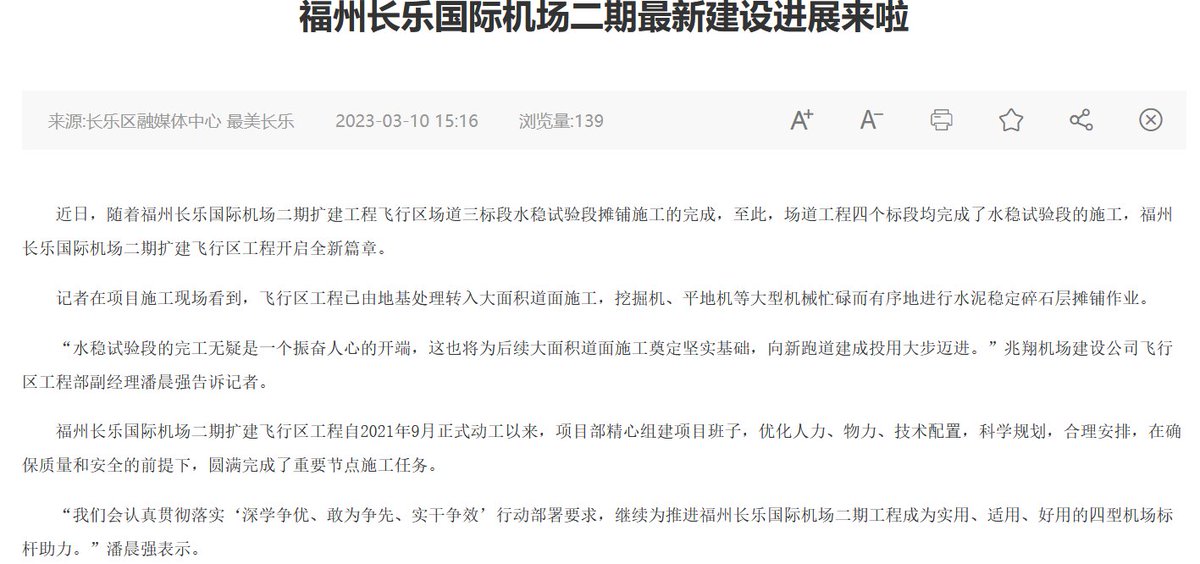 福州长乐国际机场二期最新建设进展来啦
来源:长乐区融媒体中心 最美长乐 2023-03-10 15:16 浏览量:139 A+ A−
近日，随着福州长乐国际机场二期扩建工程飞行区场道三标段水稳试验段摊铺施工的完成，至此，场道工程四个标段均完成了水稳试验段的施工，福州
长乐国际机场二期扩建飞行区工程开启全新篇章。
记者在项目施工现场看到，飞行区工程已由地基处理转入大面积道面施工，挖掘机、平地机等大型机械忙碌而有序地进行水泥稳定碎石层摊铺作业。
“水稳试验段的完工无疑是一个振奋人心的开端，这也将为后续大面积道面施工奠定坚实基础，向新跑道建成投用大步迈进。”兆翔机场建设公司飞行
区工程部副经理潘晨强告诉记者。
福州长乐国际机场二期扩建飞行区工程自2021年9月正式动工以来，项目部精心组建项目班子，优化人力、物力、技术配置，科学规划，合理安排，在确
保质量和安全的前提下，圆满完成了重要节点施工任务。
“我们会认真贯彻落实‘深学争优、敢为争先、实干争效’行动部署要求，继续为推进福州长乐国际机场二期工程成为实用、适用、好用的四型机场标
杆助力。”潘晨强表示。